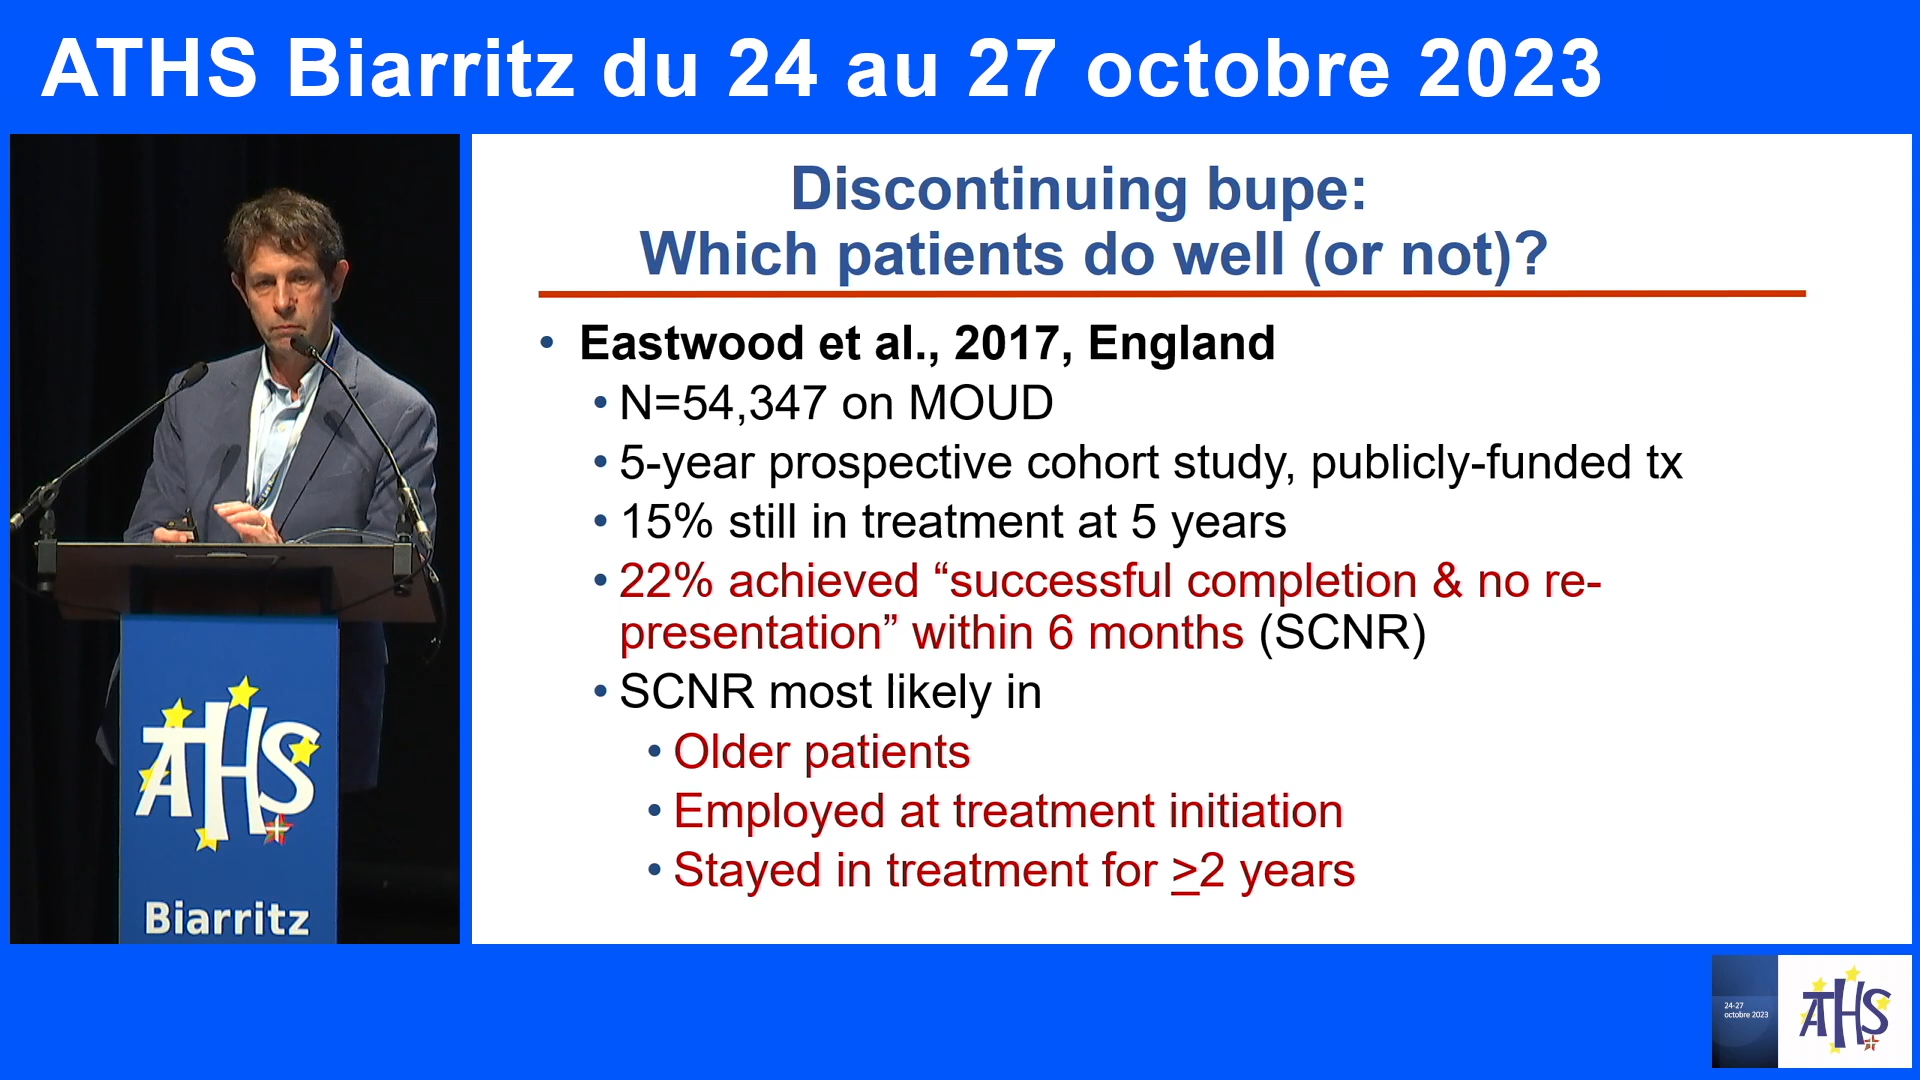 ATHS Biarritz du 24 au 27 octobre 2023
Discontinuing bupe:
Which patients do well (or not)?
• Eastwood et al., 2017, England
• N=54,347 on MOUD
• 5-year prospective cohort study, publicly-funded tx
• 15% still in treatment at 5 years
• 22% achieved “successful completion & no re-
presentation” within 6 months (SCNR)
• SCNR most likely in
• Older patients
• Employed at treatment initiation
• Stayed in treatment for ≥2 years
ATHS
Biarritz
24-27
octobre 2023
ATHS